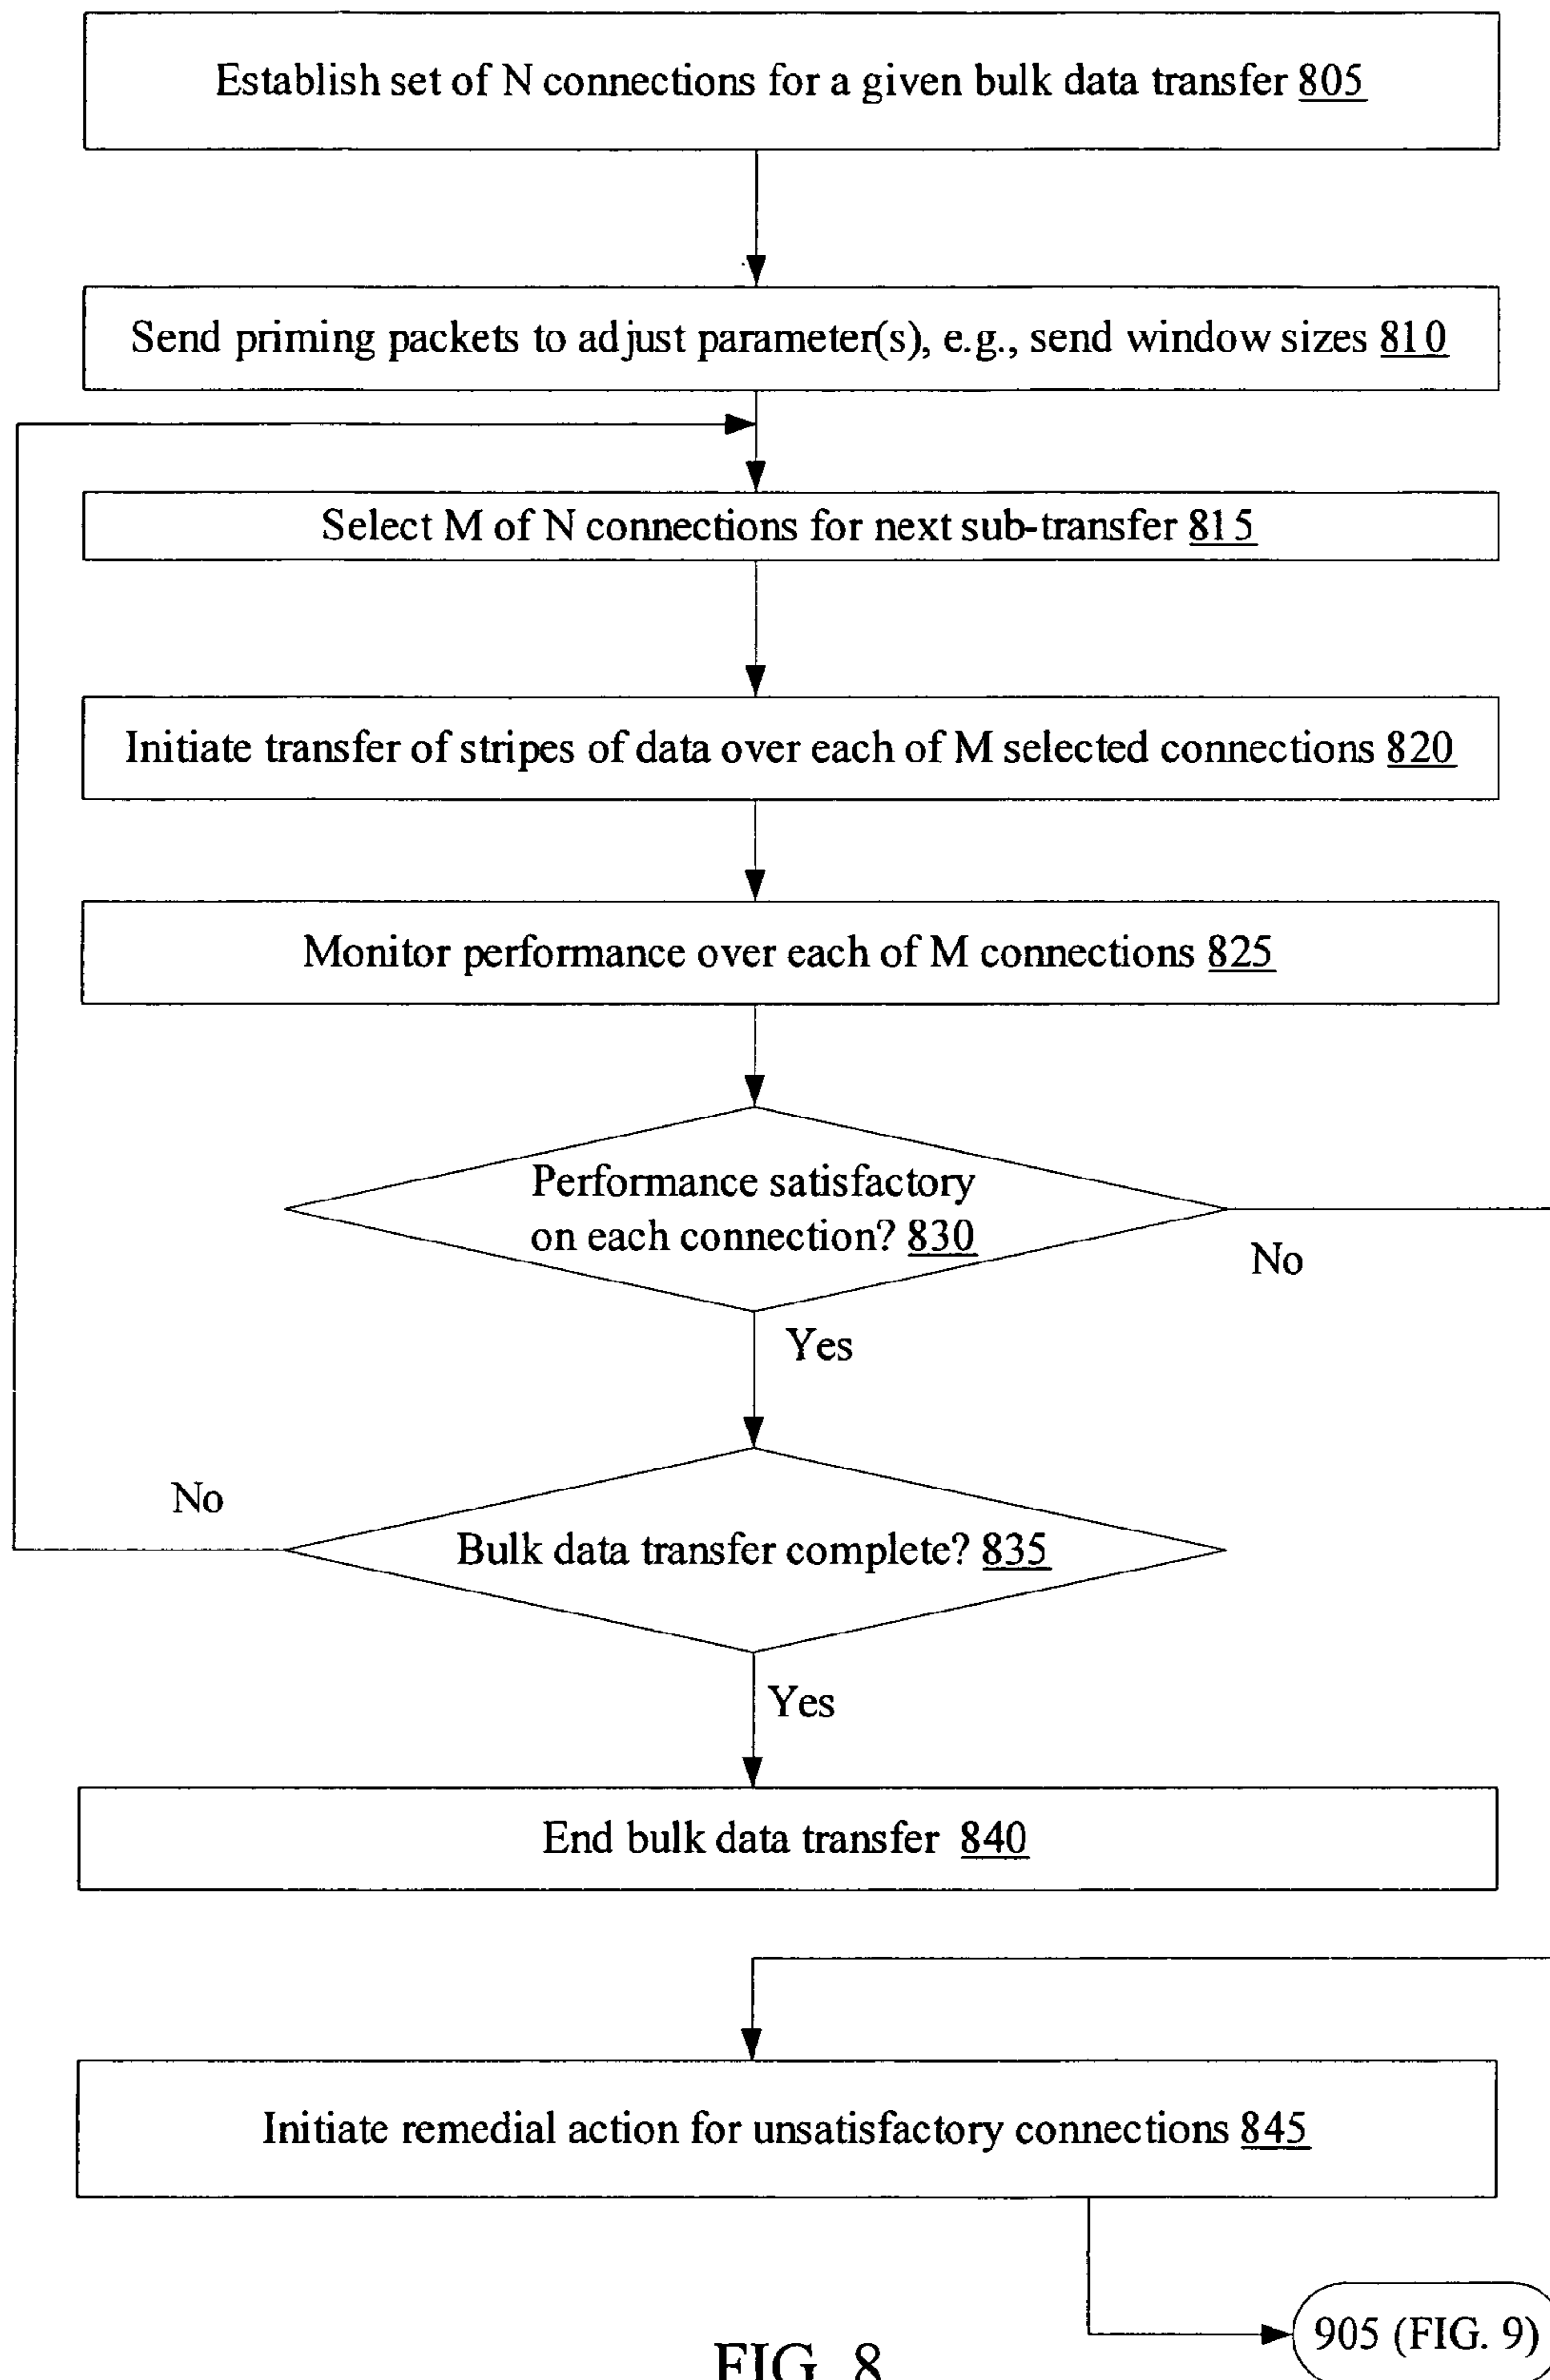 Establish set of N connections for a given bulk data transfer 805
Send priming packets to adjust parameter(s), e.g., send window sizes 810
Select M of N connections for next sub-transfer 815
Initiate transfer of stripes of data over each of M selected connections 820
Monitor performance over each of M connections 825
Performance satisfactory
on each connection? 830
No
Yes
No
Bulk data transfer complete? 835
Yes
End bulk data transfer 840
Initiate remedial action for unsatisfactory connections 845
905 (FIG. 9)
FIG. 8